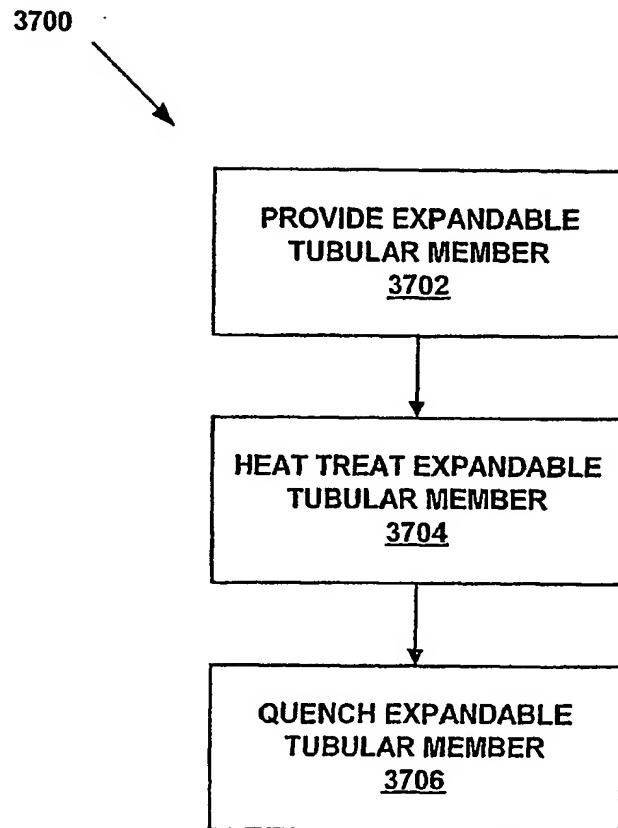 3700
PROVIDE EXPANDABLE
TUBULAR MEMBER
3702
HEAT TREAT EXPANDABLE
TUBULAR MEMBER
3704
QUENCH EXPANDABLE
TUBULAR MEMBER
3706